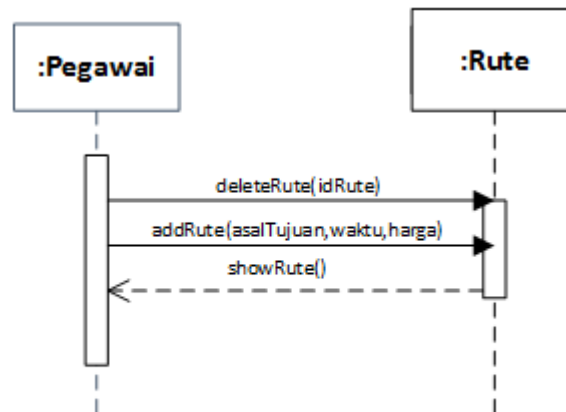 :Pegawai
:Rute
deleteRute(idRute)
addRute(asalTujuan,waktu,harga)
showRute()